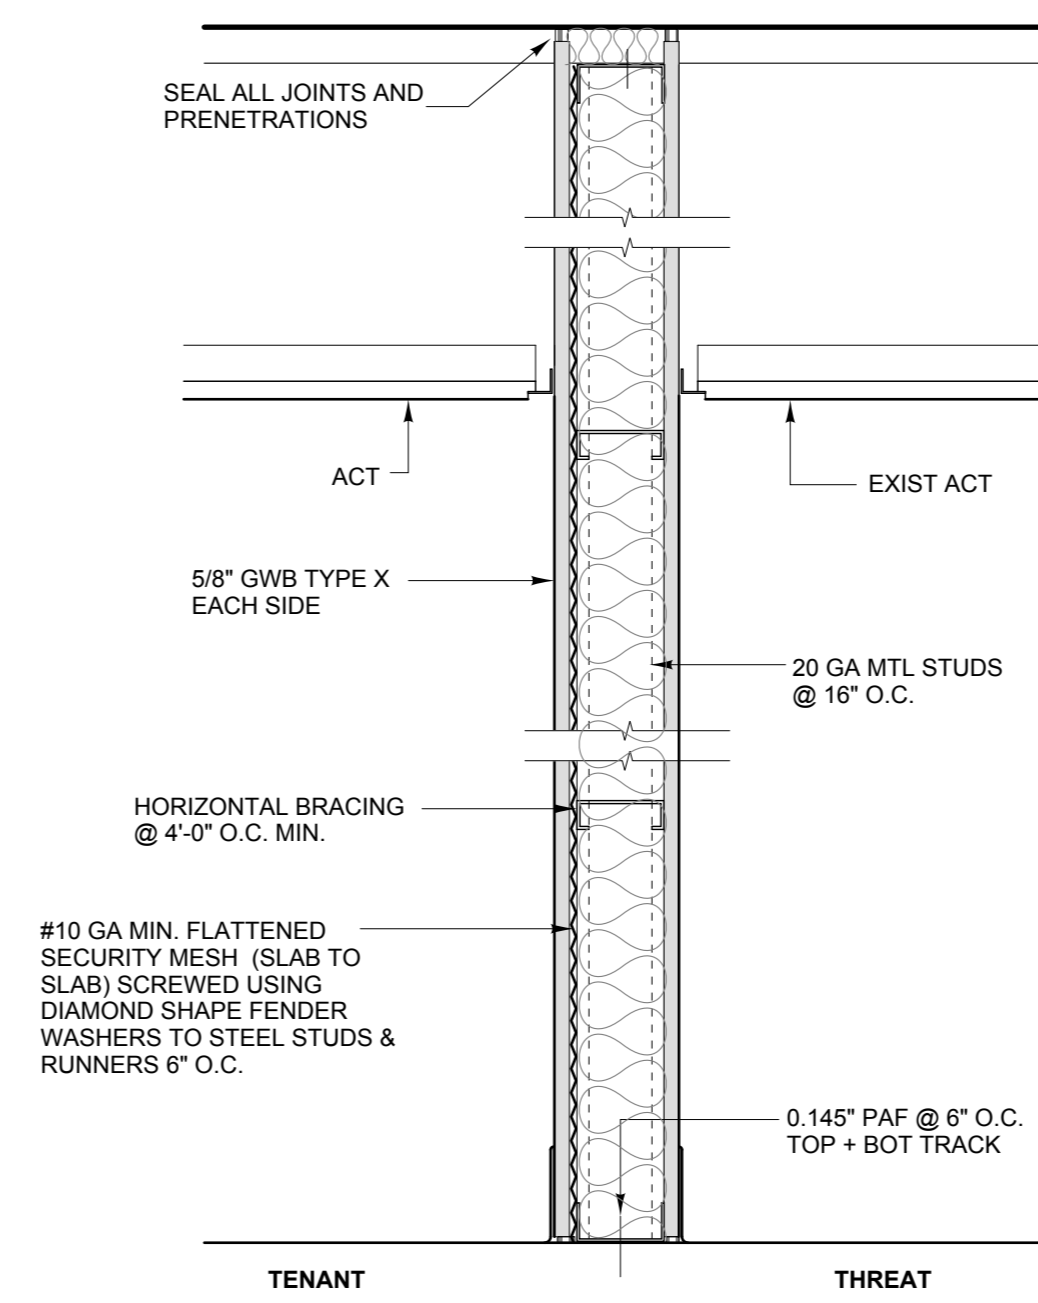 SEAL ALL JOINTS AND
PRENETRATIONS
ACT
EXIST ACT
5/8" GWB TYPE X
EACH SIDE
20 GA MTL STUDS
@ 16" O.C.
HORIZONTAL BRACING
@ 4'-0" O.C. MIN.
#10 GA MIN. FLATTENED
SECURITY MESH (SLAB TO
SLAB) SCREWED USING
DIAMOND SHAPE FENDER
WASHERS TO STEEL STUDS &
RUNNERS 6" O.C.
0.145" PAF @ 6" O.C.
TOP + BOT TRACK
TENANT
THREAT